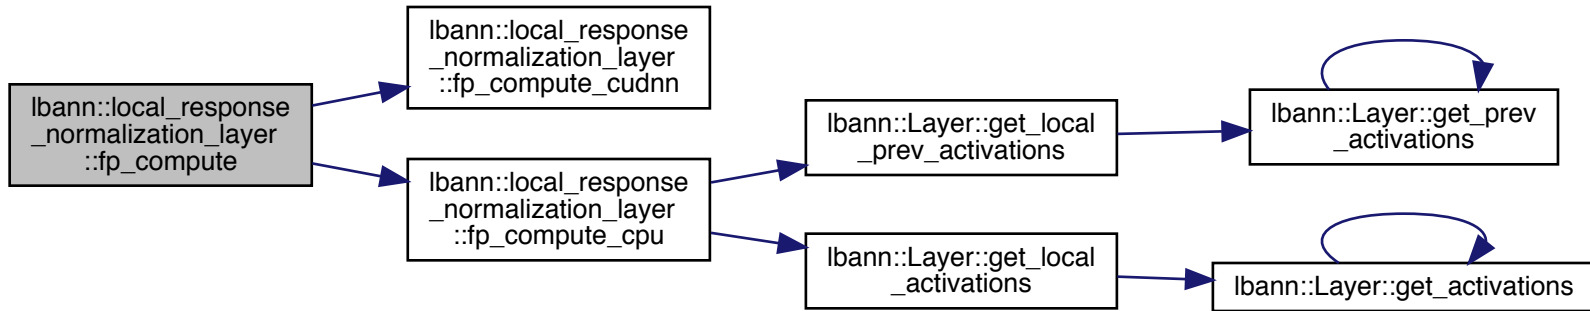 lbann::local_response
_normalization_layer
::fp_compute
lbann::local_response
_normalization_layer
::fp_compute_cudnn
lbann::local_response
_normalization_layer
::fp_compute_cpu
lbann::Layer::get_local
_prev_activations
lbann::Layer::get_local
_activations
lbann::Layer::get_prev
_activations
lbann::Layer::get_activations